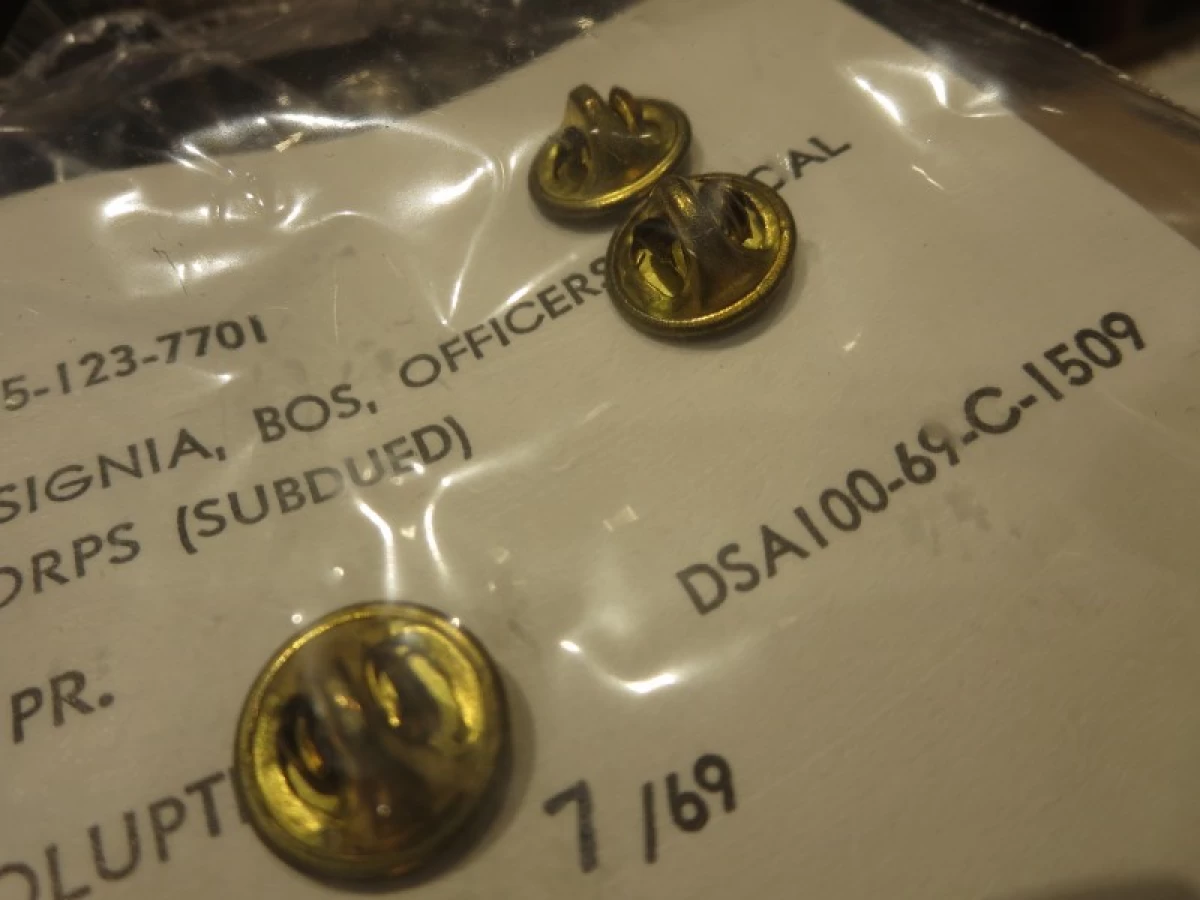 5-123-7701
SIGNIA, BOS, OFFICERS CAL
ORPS (SUBDUED)
DSA100-69-C-1509
PR.
OLUPT
7/69